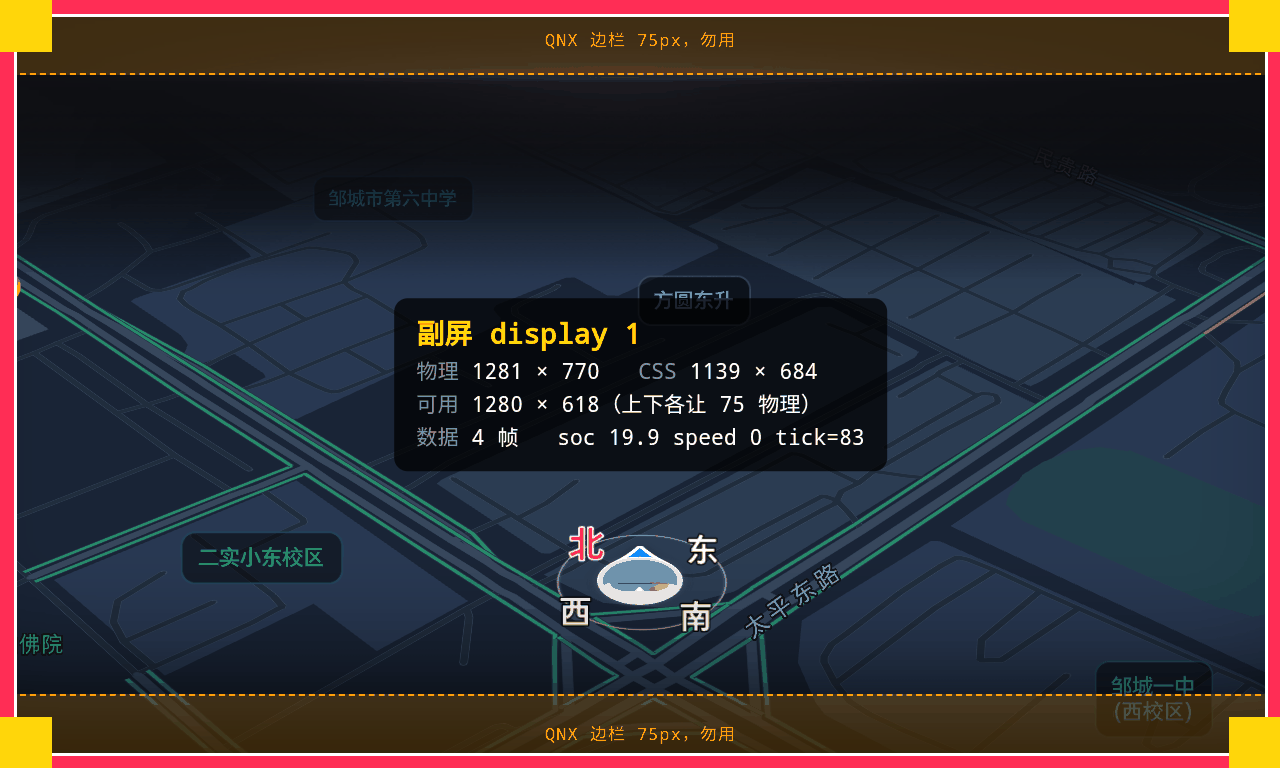 QNX 边栏 75px，勿用
民贵路
邹城市第六中学
方圆东升
副屏 display 1
物理 1281 × 770 CSS 1139 × 684
可用 1280 × 618（上下各让 75 物理）
数据 4 帧 soc 19.9 speed 0 tick=83
二实小东校区
北 东
西 南
太平东路
佛院
邹城一中
(西校区)
QNX 边栏 75px，勿用